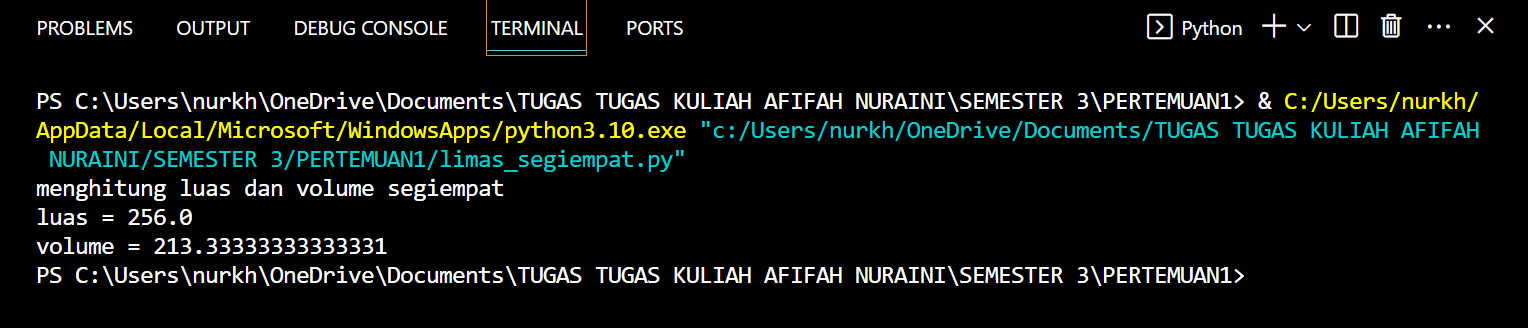 PROBLEMS OUTPUT DEBUG CONSOLE TERMINAL PORTS Python
PS C:\Users\nurkh\OneDrive\Documents\TUGAS TUGAS KULIAH AFIFAH NURAINI\SEMESTER 3\PERTEMUAN1> & C:/Users/nurkh/
AppData/Local/Microsoft/WindowsApps/python3.10.exe "c:/Users/nurkh/OneDrive/Documents/TUGAS TUGAS KULIAH AFIFAH
NURAINI/SEMESTER 3/PERTEMUAN1/limas_segiempat.py"
menghitung luas dan volume segiempat
luas = 256.0
volume = 213.33333333333331
PS C:\Users\nurkh\OneDrive\Documents\TUGAS TUGAS KULIAH AFIFAH NURAINI\SEMESTER 3\PERTEMUAN1>